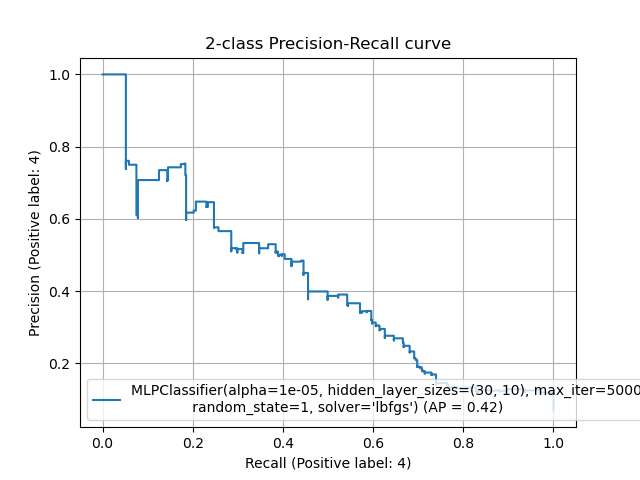 2-class Precision-Recall curve
1.0
0.8
0.6
0.4
0.2
Precision (Positive label: 4)
MLPClassifier(alpha=1e-05, hidden_layer_sizes=(30, 10), max_iter=5000
random_state=1, solver='lbfgs') (AP = 0.42)
0.0 0.2 0.4 0.6 0.8 1.0
Recall (Positive label: 4)